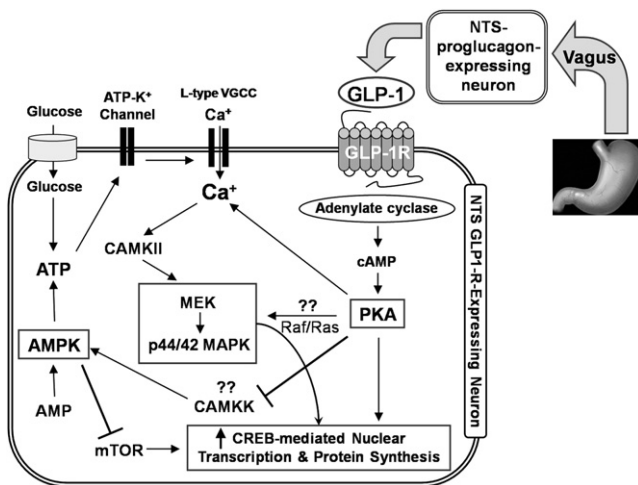 NTS-
proglucagon-
expressing
neuron
Vagus
GLP-1
ATP-K+
Channel
L-type VGCC
Glucose
Ca+
GLP-1R
Glucose
Ca+
Adenylate cyclase
ATP
CAMKII
cAMP
MEK
??
PKA
Raf/Ras
p44/42 MAPK
AMPK
??
CAMKK
AMP
mTOR
CREB-mediated Nuclear
Transcription & Protein Synthesis
NTS GLP1-R-Expressing Neuron